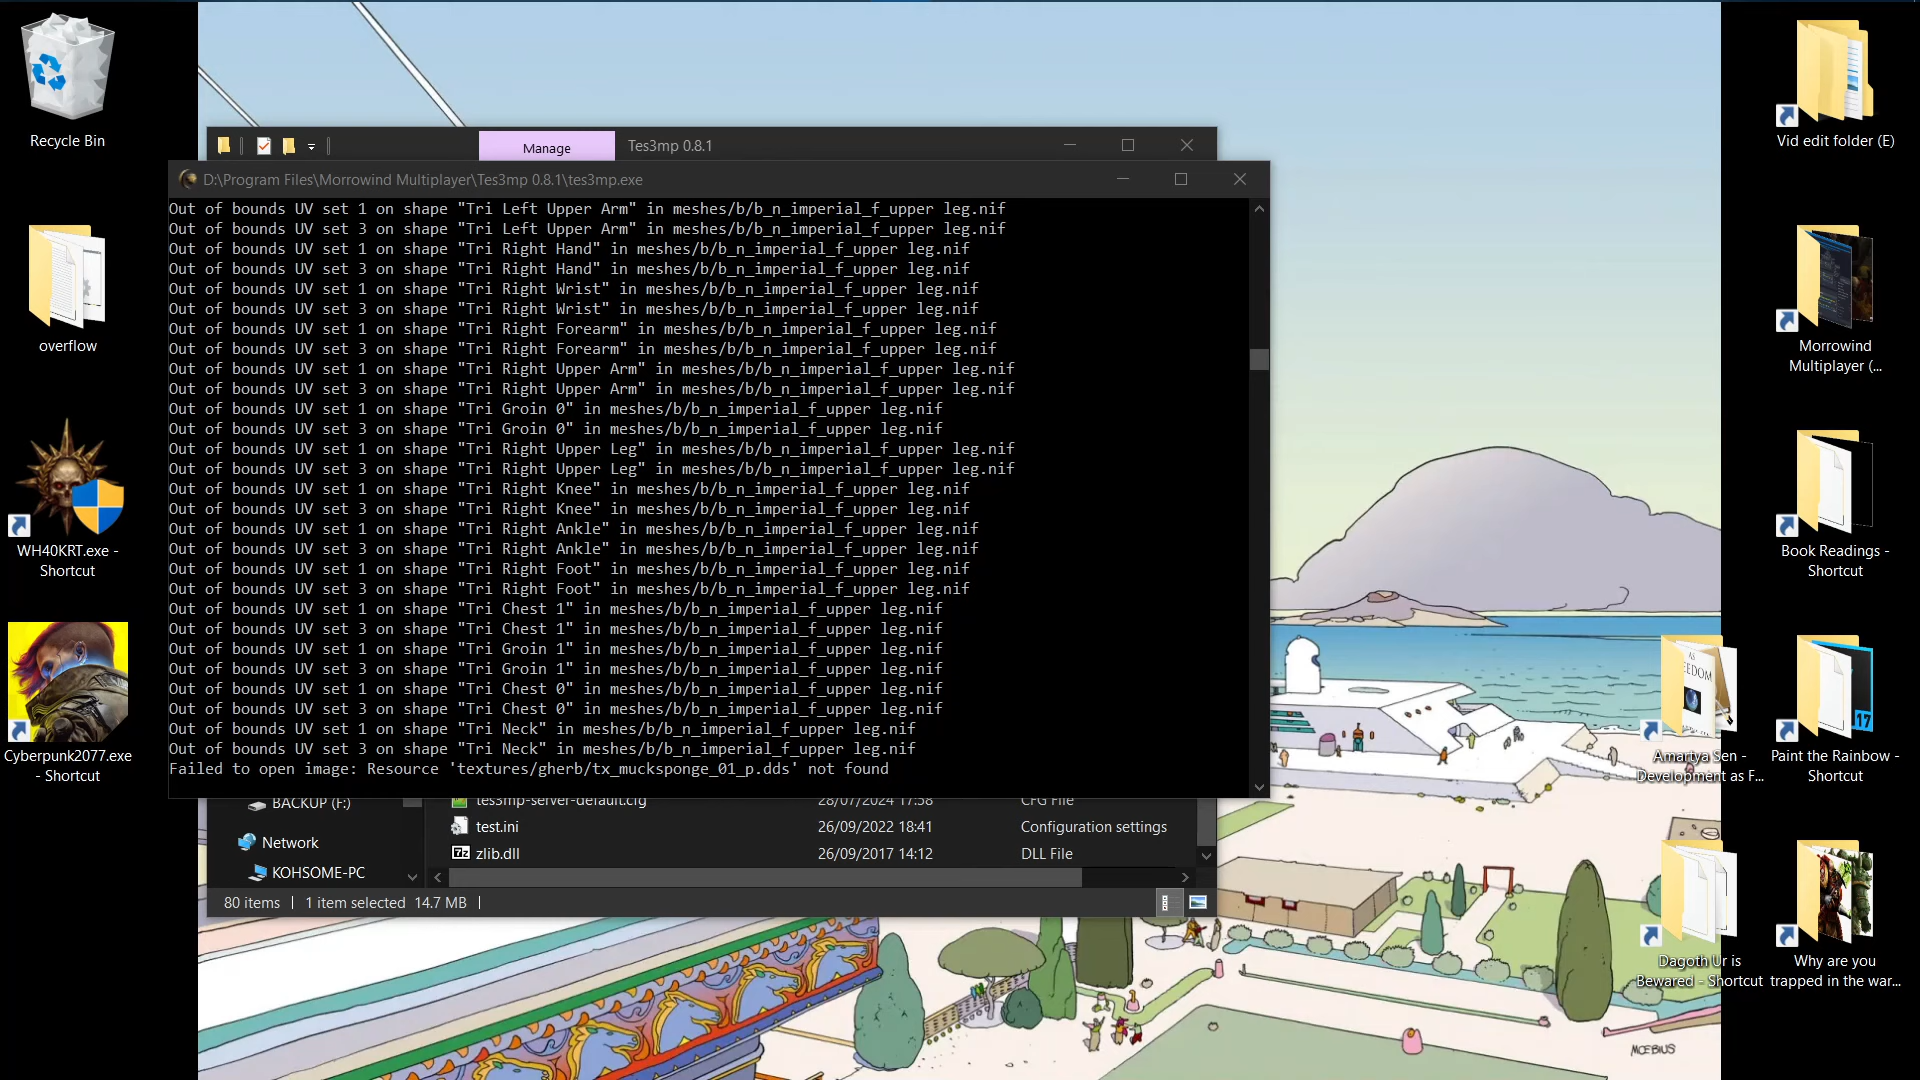 Recycle Bin
overflow
WH40KRT.exe -
Shortcut
Cyberpunk2077.exe
- Shortcut
Manage
Tes3mp 0.8.1
D:\Program Files\Morrowind Multiplayer\Tes3mp 0.8.1\tes3mp.exe
Out of bounds UV set 1 on shape "Tri Left Upper Arm" in meshes/b/b_n_imperial_f_upper leg.nif
Out of bounds UV set 3 on shape "Tri Left Upper Arm" in meshes/b/b_n_imperial_f_upper leg.nif
Out of bounds UV set 1 on shape "Tri Right Hand" in meshes/b/b_n_imperial_f_upper leg.nif
Out of bounds UV set 3 on shape "Tri Right Hand" in meshes/b/b_n_imperial_f_upper leg.nif
Out of bounds UV set 1 on shape "Tri Right Wrist" in meshes/b/b_n_imperial_f_upper leg.nif
Out of bounds UV set 3 on shape "Tri Right Wrist" in meshes/b/b_n_imperial_f_upper leg.nif
Out of bounds UV set 1 on shape "Tri Right Forearm" in meshes/b/b_n_imperial_f_upper leg.nif
Out of bounds UV set 3 on shape "Tri Right Forearm" in meshes/b/b_n_imperial_f_upper leg.nif
Out of bounds UV set 1 on shape "Tri Right Upper Arm" in meshes/b/b_n_imperial_f_upper leg.nif
Out of bounds UV set 3 on shape "Tri Right Upper Arm" in meshes/b/b_n_imperial_f_upper leg.nif
Out of bounds UV set 1 on shape "Tri Groin 0" in meshes/b/b_n_imperial_f_upper leg.nif
Out of bounds UV set 3 on shape "Tri Groin 0" in meshes/b/b_n_imperial_f_upper leg.nif
Out of bounds UV set 1 on shape "Tri Right Upper Leg" in meshes/b/b_n_imperial_f_upper leg.nif
Out of bounds UV set 3 on shape "Tri Right Upper Leg" in meshes/b/b_n_imperial_f_upper leg.nif
Out of bounds UV set 1 on shape "Tri Right Knee" in meshes/b/b_n_imperial_f_upper leg.nif
Out of bounds UV set 3 on shape "Tri Right Knee" in meshes/b/b_n_imperial_f_upper leg.nif
Out of bounds UV set 1 on shape "Tri Right Ankle" in meshes/b/b_n_imperial_f_upper leg.nif
Out of bounds UV set 3 on shape "Tri Right Ankle" in meshes/b/b_n_imperial_f_upper leg.nif
Out of bounds UV set 1 on shape "Tri Right Foot" in meshes/b/b_n_imperial_f_upper leg.nif
Out of bounds UV set 3 on shape "Tri Right Foot" in meshes/b/b_n_imperial_f_upper leg.nif
Out of bounds UV set 1 on shape "Tri Chest 1" in meshes/b/b_n_imperial_f_upper leg.nif
Out of bounds UV set 3 on shape "Tri Chest 1" in meshes/b/b_n_imperial_f_upper leg.nif
Out of bounds UV set 1 on shape "Tri Groin 1" in meshes/b/b_n_imperial_f_upper leg.nif
Out of bounds UV set 3 on shape "Tri Groin 1" in meshes/b/b_n_imperial_f_upper leg.nif
Out of bounds UV set 1 on shape "Tri Chest 0" in meshes/b/b_n_imperial_f_upper leg.nif
Out of bounds UV set 3 on shape "Tri Chest 0" in meshes/b/b_n_imperial_f_upper leg.nif
Out of bounds UV set 1 on shape "Tri Neck" in meshes/b/b_n_imperial_f_upper leg.nif
Out of bounds UV set 3 on shape "Tri Neck" in meshes/b/b_n_imperial_f_upper leg.nif
Failed to open image: Resource 'textures/gherb/tx_mucksponge_01_p.dds' not found
BACKUP (F:)
Network
KOHSOME-PC
tes3mp-server-default.cfg 28/07/2024 17:58 CFG File
test.ini 26/09/2022 18:41 Configuration settings
zlib.dll 26/09/2017 14:12 DLL File
80 items 1 item selected 14.7 MB
Vid edit folder (E)
Morrowind
Multiplayer (...
Book Readings -
Shortcut
Amartya Sen -
Development as F...
Paint the Rainbow -
Shortcut
Dagoth Ur is
Bewared - Shortcut
Why are you
trapped in the war...
MŒBIUS